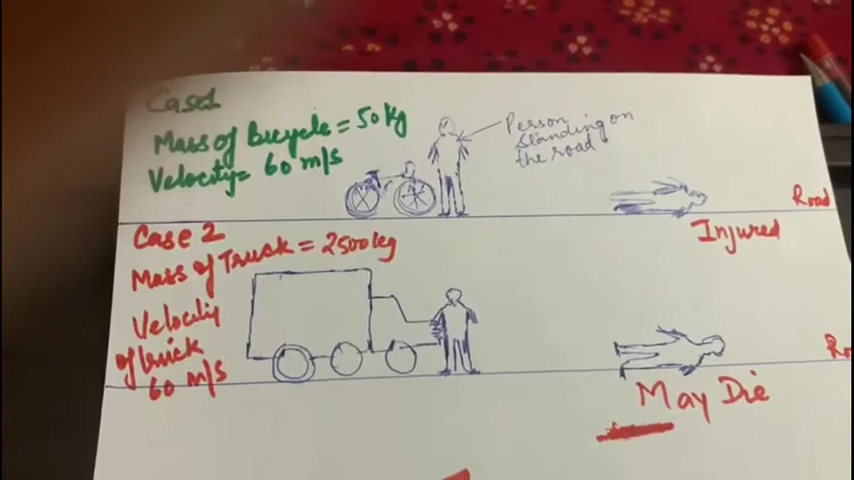 Case1
Mass of Bicycle = 50 Kg
Velocity = 60 m/s
Person
standing on
the road
Road
Injured
Case 2
Mass of Truck = 2500 kg
Velocity
of truck
60 m/s
May Die